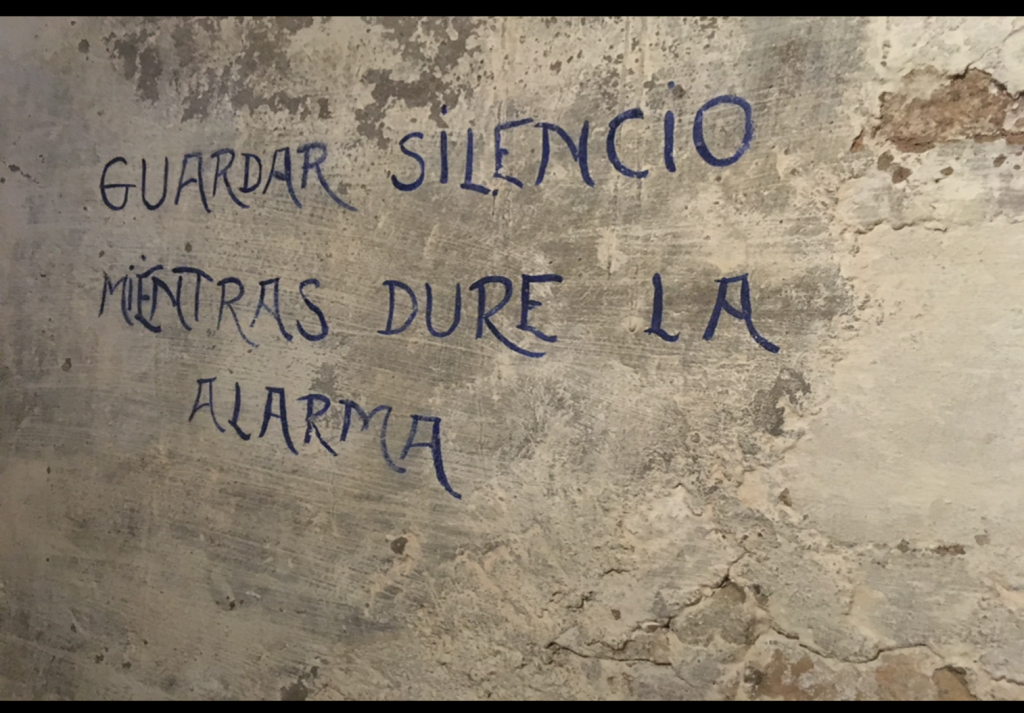 GUARDAR SILENCIO
MIENTRAS DURE LA
ALARMA